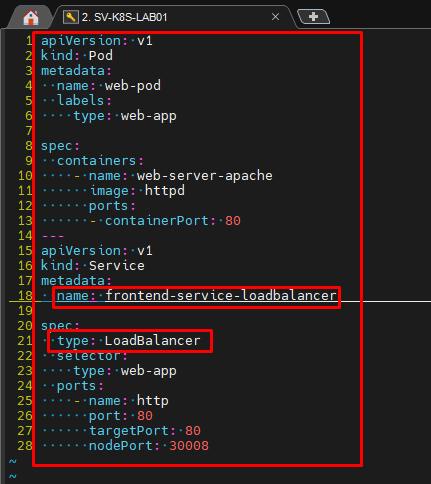 2. SV-K8S-LAB01
1 apiVersion: v1
2 kind: Pod
3 metadata:
4   name: web-pod
5   labels:
6     type: web-app
7
8 spec:
9   containers:
10     - name: web-server-apache
11       image: httpd
12       ports:
13       - containerPort: 80
14 ---
15 apiVersion: v1
16 kind: Service
17 metadata:
18   name: frontend-service-loadbalancer
19
20 spec:
21   type: LoadBalancer
22   selector:
23     type: web-app
24   ports:
25     - name: http
26       port: 80
27       targetPort: 80
28       nodePort: 30008
~
~